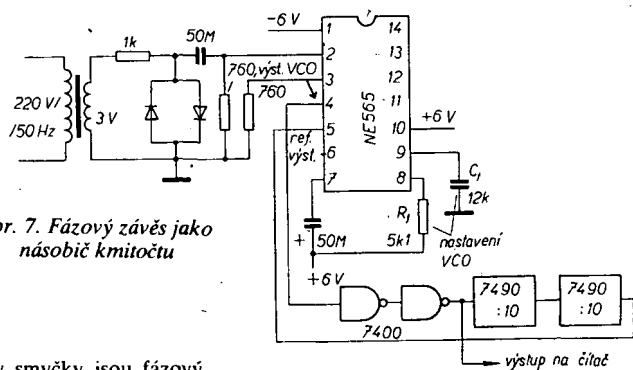 1k
50M
220 V/
/50 Hz
3 V
760, výst. VCO
760
ref.
výst.
-6 V
1
2
3
4
5
6
7
14
13
12
11
10
9
8
NE565
+6 V
C₁
12k
R₁
5k1
nastavení
VCO
+
50M
+6 V
7400
7490
:10
7490
:10
výstup na čítač
r. 7. Fázový závěs jako
násobič kmitočtu
smyčky jsou fázový